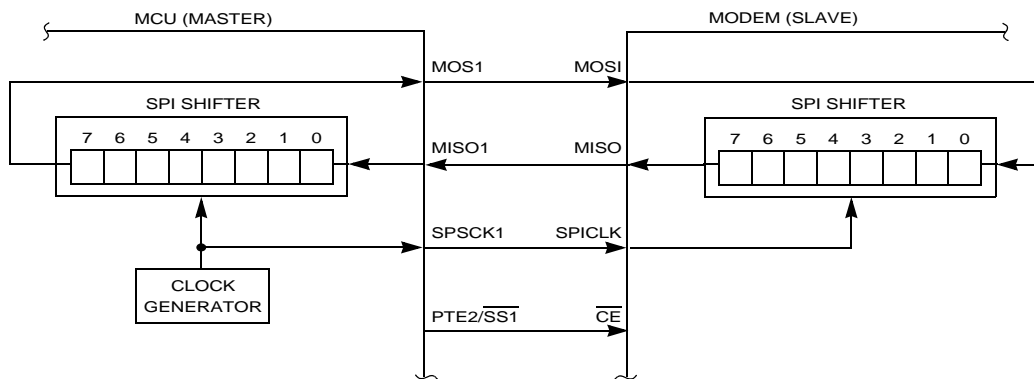 MCU (MASTER) MODEM (SLAVE)
MOS1 MOSI
SPI SHIFTER SPI SHIFTER
7 6 5 4 3 2 1 0 7 6 5 4 3 2 1 0
MISO1 MISO
SPSCK1 SPICLK
CLOCK
GENERATOR
PTE2/SS1 CE